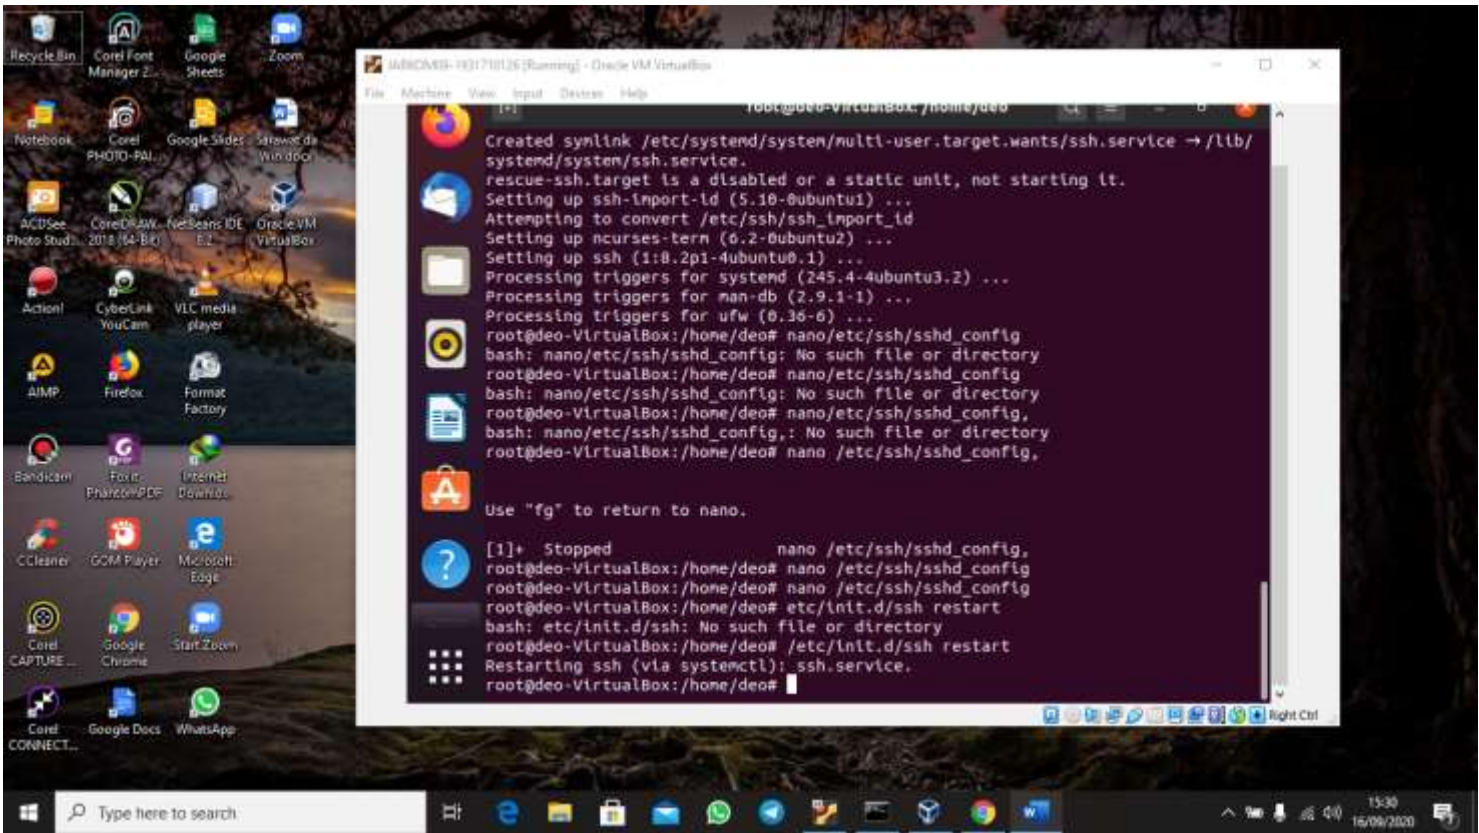 Recycle Bin
Corel Font
Manager 2...
Google
Sheets
Zoom
Notebook
Corel
PHOTO-PAI...
Google Slides
Sarawat da
Win.docx
ACDSee
Photo Stud...
CorelDRAW
2018 (64-Bit)
NetBeans IDE
8.2
Oracle VM
VirtualBox
Action!
CyberLink
YouCam
VLC media
player
AIMP
Firefox
Format
Factory
Bandicam
Foxit
PhantomPDF
Internet
Downlo...
CCleaner
GOM Player
Microsoft
Edge
Corel
CAPTURE ...
Google
Chrome
Start Zoom
Corel
CONNECT...
Google Docs
WhatsApp
[Running] - Oracle VM VirtualBox
File Machine View Input Devices Help
root@deo-VirtualBox: /home/deo
Created symlink /etc/systemd/system/multi-user.target.wants/ssh.service → /lib/
systemd/system/ssh.service.
rescue-ssh.target is a disabled or a static unit, not starting it.
Setting up ssh-import-id (5.10-0ubuntu1) ...
Attempting to convert /etc/ssh/ssh_import_id
Setting up ncurses-term (6.2-0ubuntu2) ...
Setting up ssh (1:8.2p1-4ubuntu0.1) ...
Processing triggers for systemd (245.4-4ubuntu3.2) ...
Processing triggers for man-db (2.9.1-1) ...
Processing triggers for ufw (0.36-6) ...
root@deo-VirtualBox:/home/deo# nano/etc/ssh/sshd_config
bash: nano/etc/ssh/sshd_config: No such file or directory
root@deo-VirtualBox:/home/deo# nano/etc/ssh/sshd_config
bash: nano/etc/ssh/sshd_config: No such file or directory
root@deo-VirtualBox:/home/deo# nano/etc/ssh/sshd_config,
bash: nano/etc/ssh/sshd_config,: No such file or directory
root@deo-VirtualBox:/home/deo# nano /etc/ssh/sshd_config,
Use "fg" to return to nano.
[1]+  Stopped                 nano /etc/ssh/sshd_config,
root@deo-VirtualBox:/home/deo# nano /etc/ssh/sshd_config
root@deo-VirtualBox:/home/deo# nano /etc/ssh/sshd_config
root@deo-VirtualBox:/home/deo# etc/init.d/ssh restart
bash: etc/init.d/ssh: No such file or directory
root@deo-VirtualBox:/home/deo# /etc/init.d/ssh restart
Restarting ssh (via systemctl): ssh.service.
root@deo-VirtualBox:/home/deo#
Right Ctrl
Type here to search
15:30
16/09/2020